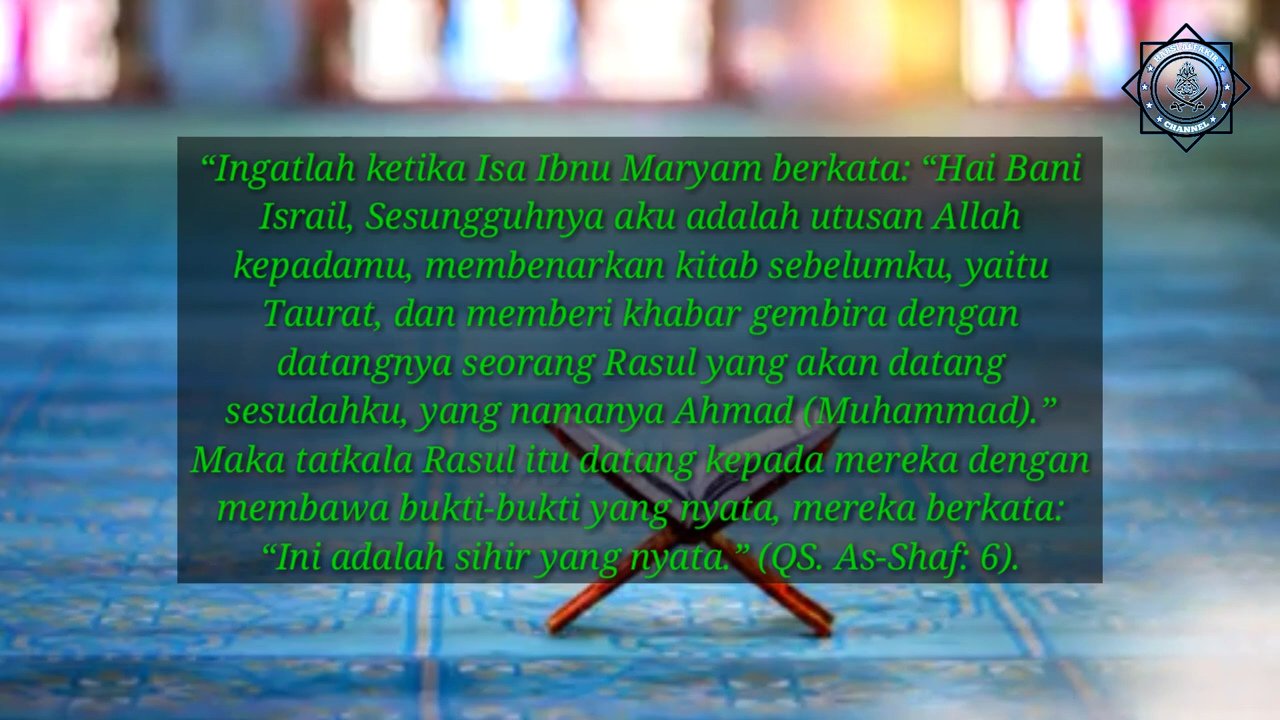 “Ingatlah ketika Isa Ibnu Maryam berkata: “Hai Bani
Israil, Sesungguhnya aku adalah utusan Allah
kepadamu, membenarkan kitab sebelumku, yaitu
Taurat, dan memberi khabar gembira dengan
datangnya seorang Rasul yang akan datang
sesudahku, yang namanya Ahmad (Muhammad).”
Maka tatkala Rasul itu datang kepada mereka dengan
membawa bukti-bukti yang nyata, mereka berkata:
“Ini adalah sihir yang nyata.” (QS. As-Shaf: 6).
CHANNEL